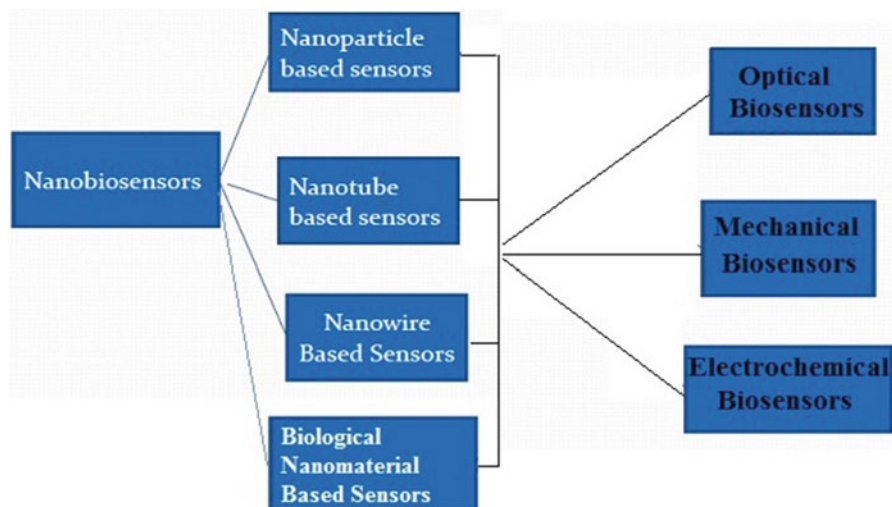 Nanobiosensors
Nanoparticle
based sensors
Nanotube
based sensors
Nanowire
Based Sensors
Biological
Nanomaterial
Based Sensors
Optical
Biosensors
Mechanical
Biosensors
Electrochemical
Biosensors